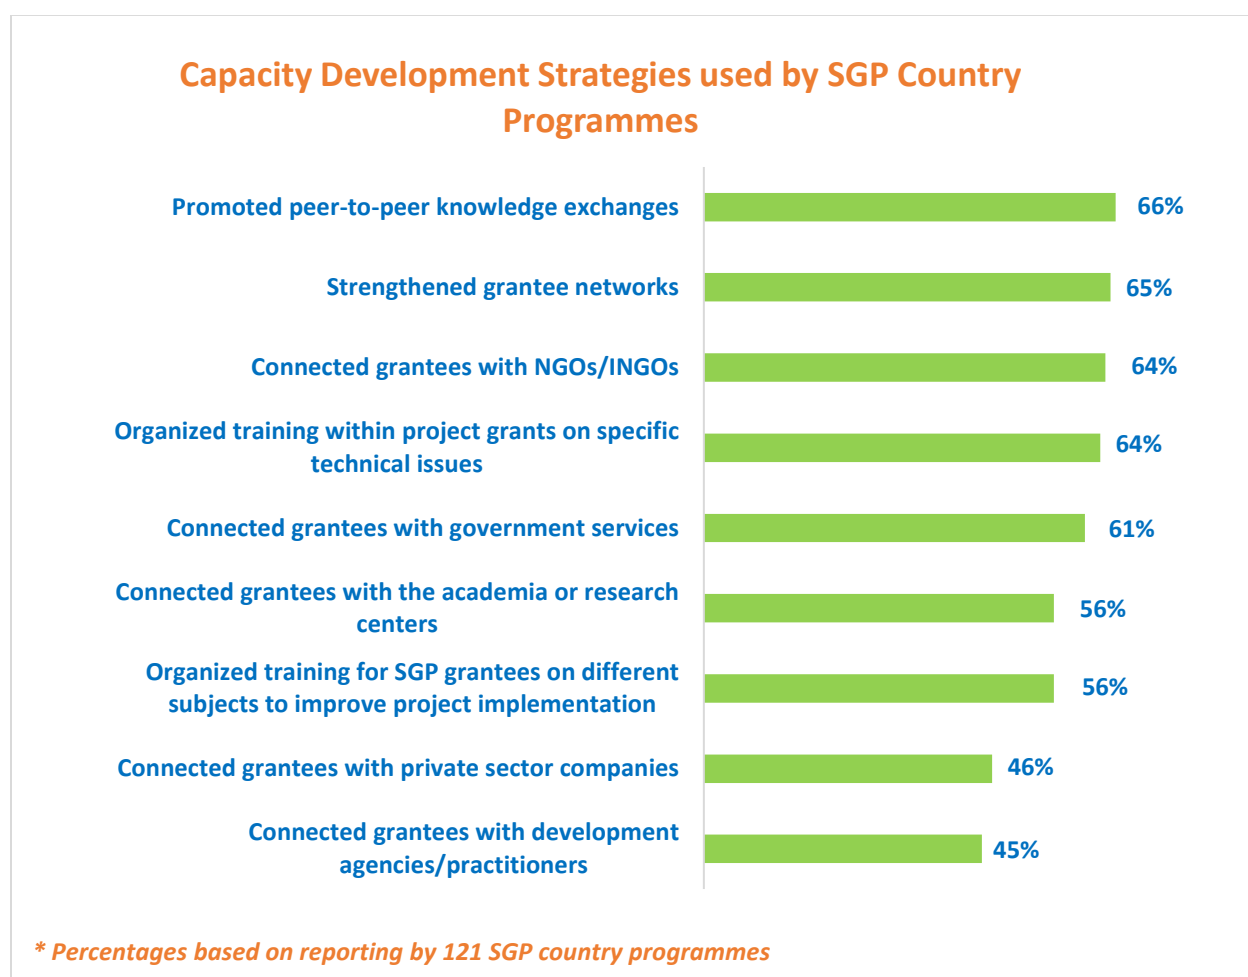 Capacity Development Strategies used by SGP Country
Programmes
Promoted peer-to-peer knowledge exchanges
66%
Strengthened grantee networks
65%
Connected grantees with NGOs/INGOs
64%
Organized training within project grants on specific
technical issues
64%
Connected grantees with government services
61%
Connected grantees with the academia or research
centers
56%
Organized training for SGP grantees on different
subjects to improve project implementation
56%
Connected grantees with private sector companies
46%
Connected grantees with development
agencies/practitioners
45%
* Percentages based on reporting by 121 SGP country programmes